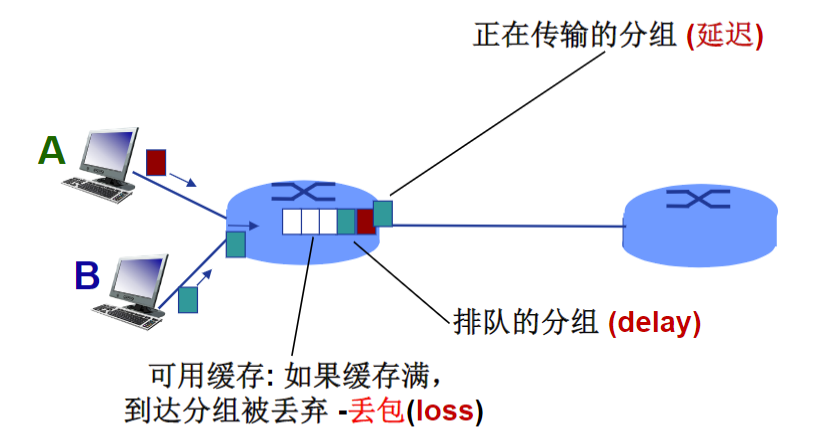 正在传输的分组 (延迟)
A
B
排队的分组 (delay)
可用缓存: 如果缓存满，
到达分组被丢弃 -丢包(loss)